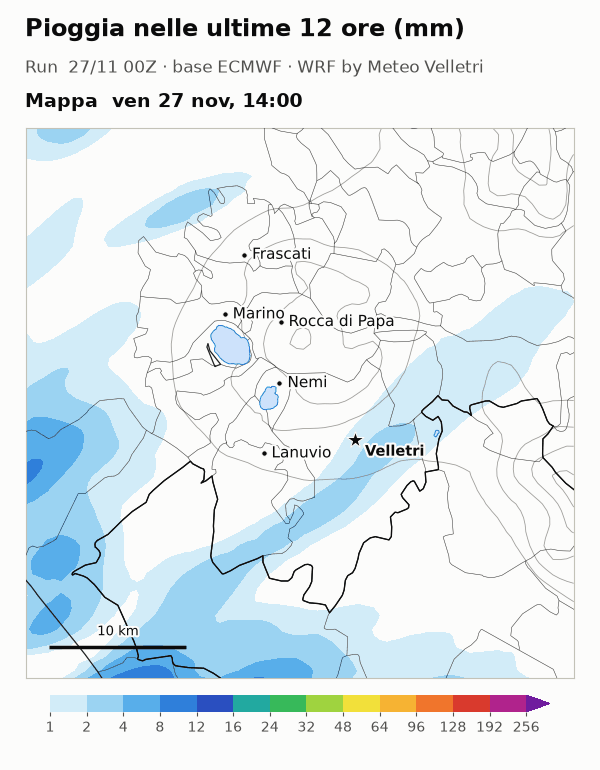 Pioggia nelle ultime 12 ore (mm)
Run 27/11 00Z · base ECMWF · WRF by Meteo Velletri
Mappa ven 27 nov, 14:00
Frascati
Marino
Rocca di Papa
Nemi
Velletri
Lanuvio
10 km
1 2 4 8 12 16 24 32 48 64 96 128 192 256